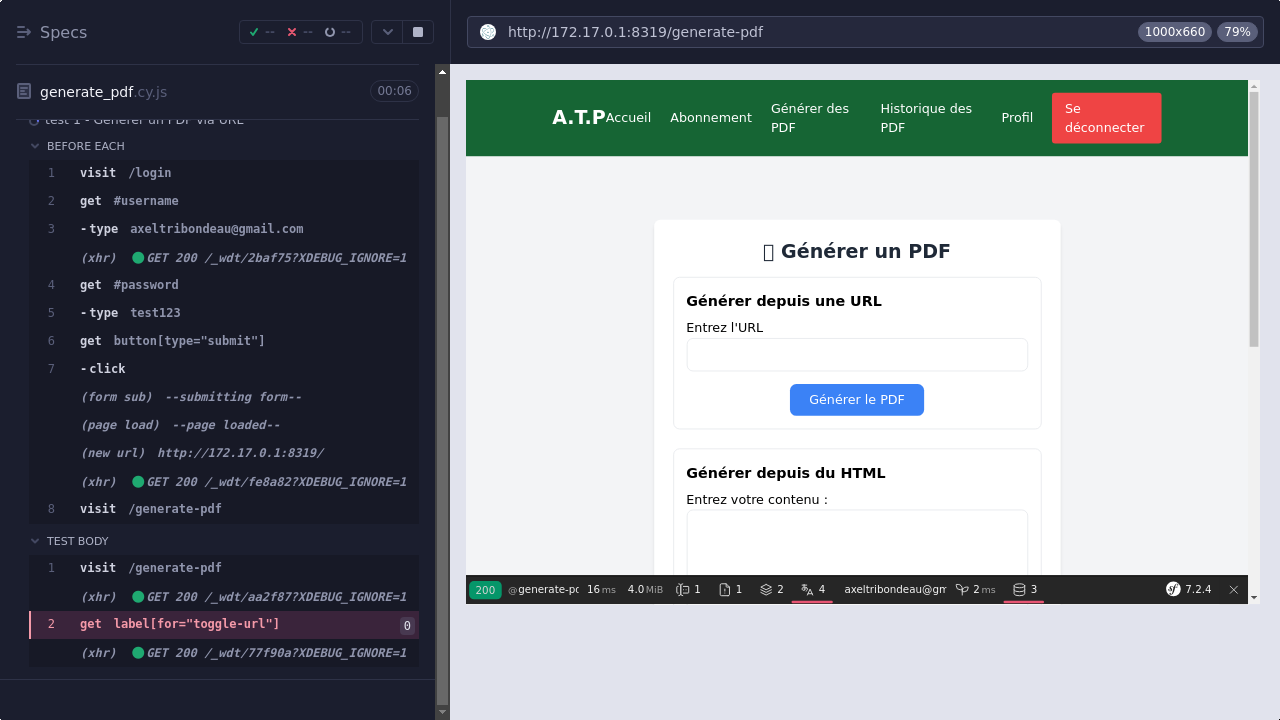 Specs
-- -- --
generate_pdf.cy.js
00:06
test 1 - Générer un PDF via URL
BEFORE EACH
1 visit /login
2 get #username
3 -type axeltribondeau@gmail.com
(xhr) GET 200 /_wdt/2baf75?XDEBUG_IGNORE=1
4 get #password
5 -type test123
6 get button[type="submit"]
7 -click
(form sub) --submitting form--
(page load) --page loaded--
(new url) http://172.17.0.1:8319/
(xhr) GET 200 /_wdt/fe8a82?XDEBUG_IGNORE=1
8 visit /generate-pdf
TEST BODY
1 visit /generate-pdf
(xhr) GET 200 /_wdt/aa2f87?XDEBUG_IGNORE=1
2 get label[for="toggle-url"] 0
(xhr) GET 200 /_wdt/77f90a?XDEBUG_IGNORE=1
http://172.17.0.1:8319/generate-pdf
1000x660
79%
A.T.P
Accueil
Abonnement
Générer des
PDF
Historique des
PDF
Profil
Se
déconnecter
Générer un PDF
Générer depuis une URL
Entrez l'URL
Générer le PDF
Générer depuis du HTML
Entrez votre contenu :
200 @generate-pd 16 ms 4.0 MiB 1 1 2 4 axeltribondeau@gm 2 ms 3 sf 7.2.4